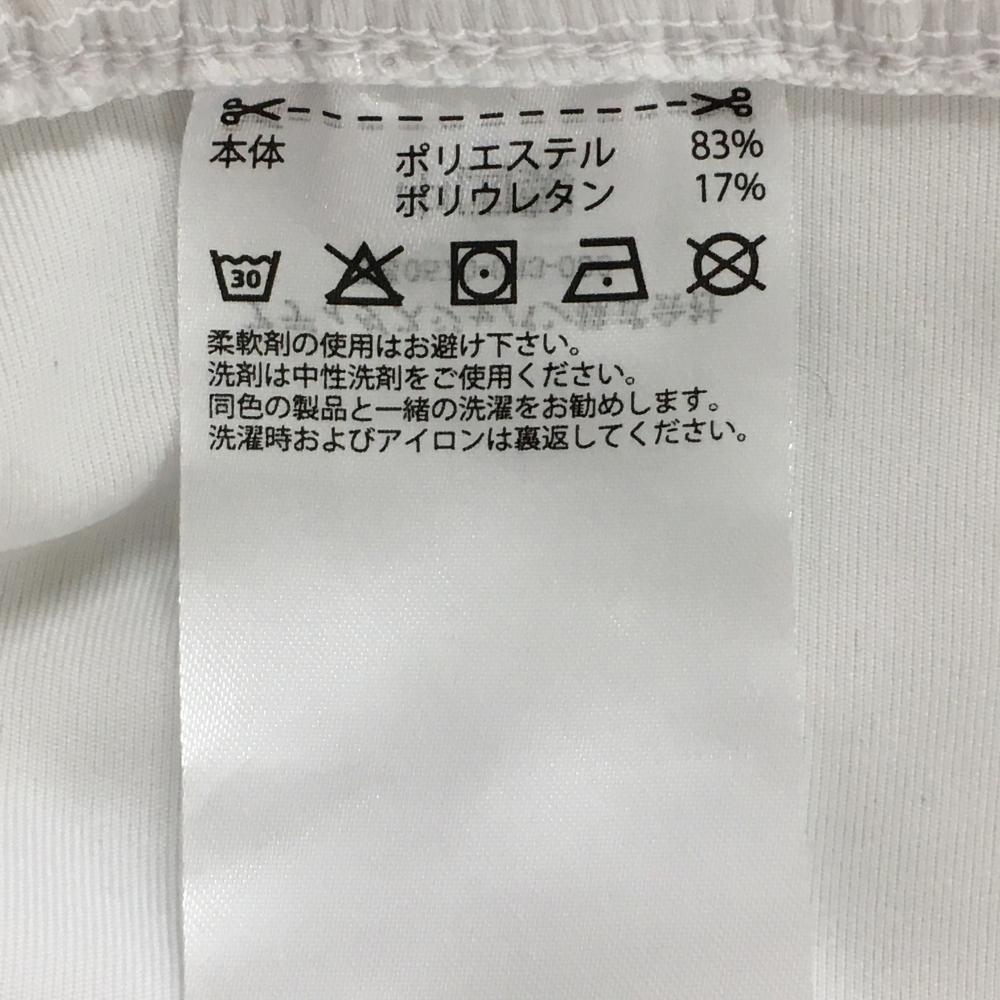 本体 ポリエステル 83%
ポリウレタン 17%
30
柔軟剤の使用はお避け下さい。
洗剤は中性洗剤をご使用ください。
同色の製品と一緒の洗濯をお勧めします。
洗濯時およびアイロンは裏返してください。